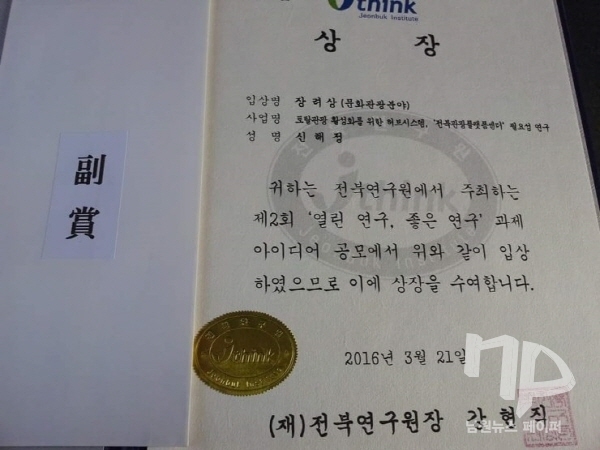 think
Jeonbuk Institute
상 장
입상명 장려상(문화관광분야)
사업명 토탈관광 활성화를 위한 허브시스템, '전북관광플랫폼센터' 필요성 연구
성 명 신해정
副
賞
귀하는 전북연구원에서 주최하는
제2회 '열린 연구, 좋은 연구' 과제
아이디어 공모에서 위와 같이 입상
하였으므로 이에 상장을 수여합니다.
think
2016년 3월 21일
(재)전북연구원장 강현직
남원뉴스 페이퍼